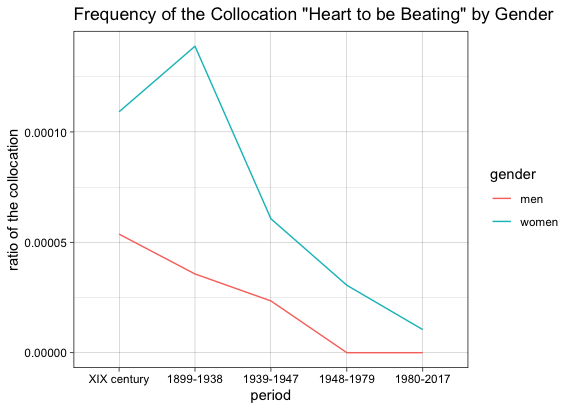 Frequency of the Collocation "Heart to be Beating" by Gender
ratio of the collocation
0.00010
0.00005
0.00000
XIX century 1899-1938 1939-1947 1948-1979 1980-2017
period
gender
men
women